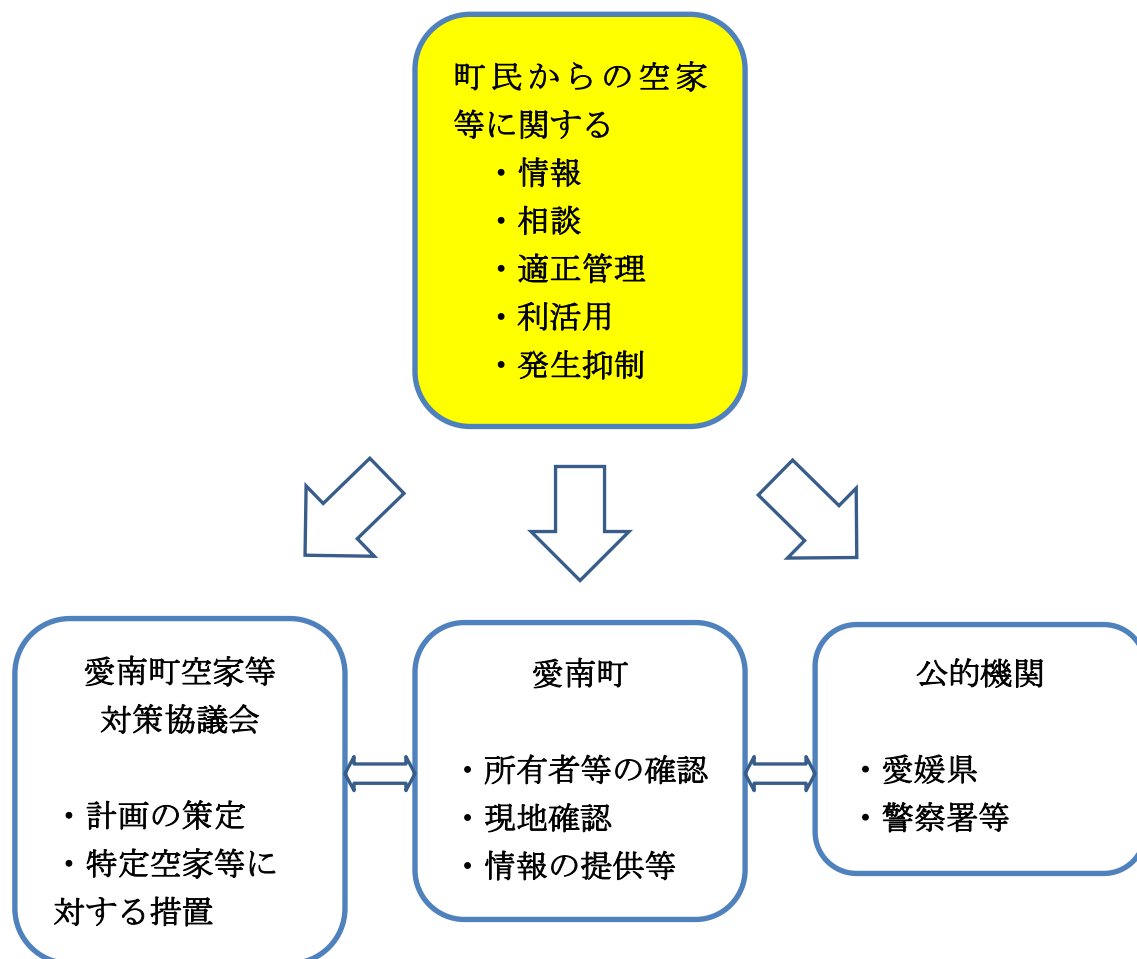 町民からの空家
等に関する
・情報
・相談
・適正管理
・利活用
・発生抑制
愛南町空家等
対策協議会
・計画の策定
・特定空家等に
対する措置
愛南町
・所有者等の確認
・現地確認
・情報の提供等
公的機関
・愛媛県
・警察署等